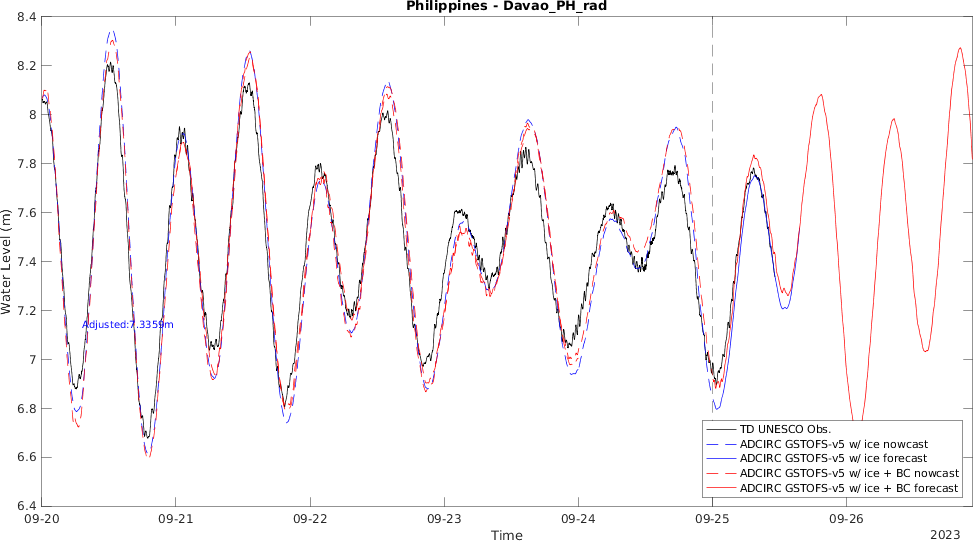 Philippines - Davao_PH_rad
8.4
8.2
8
7.8
7.6
7.4
7.2
7
6.8
6.6
6.4
Water Level (m)
Adjusted:7.3359m
TD UNESCO Obs.
ADCIRC GSTOFS-v5 w/ ice nowcast
ADCIRC GSTOFS-v5 w/ ice forecast
ADCIRC GSTOFS-v5 w/ ice + BC nowcast
ADCIRC GSTOFS-v5 w/ ice + BC forecast
09-20 09-21 09-22 09-23 09-24 09-25 09-26
Time
2023